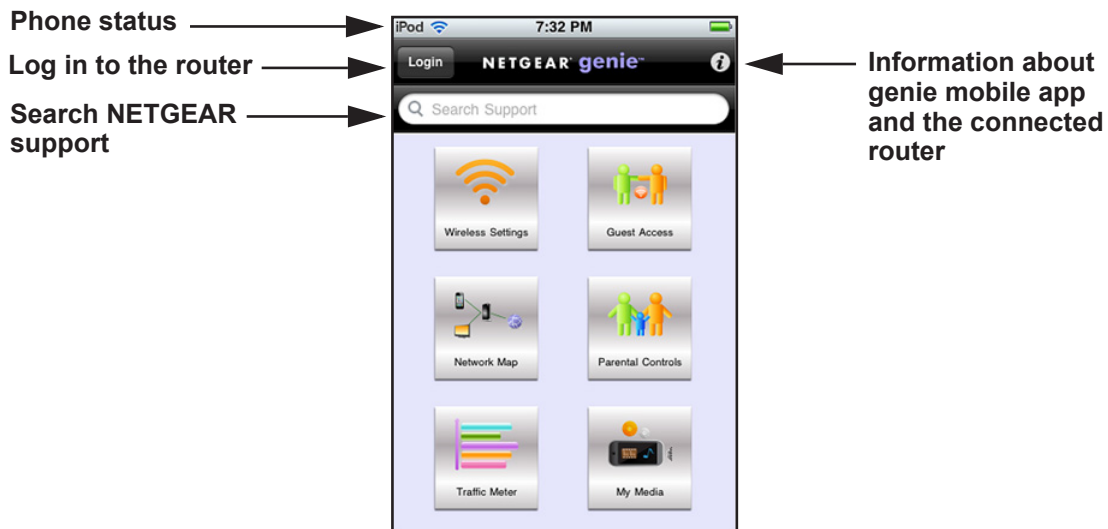 Phone status
Log in to the router
Search NETGEAR
support
iPod 7:32 PM
Login NETGEAR® genie™
Search Support
Information about
genie mobile app
and the connected
router
Wireless Settings Guest Access
Network Map Parental Controls
Traffic Meter My Media